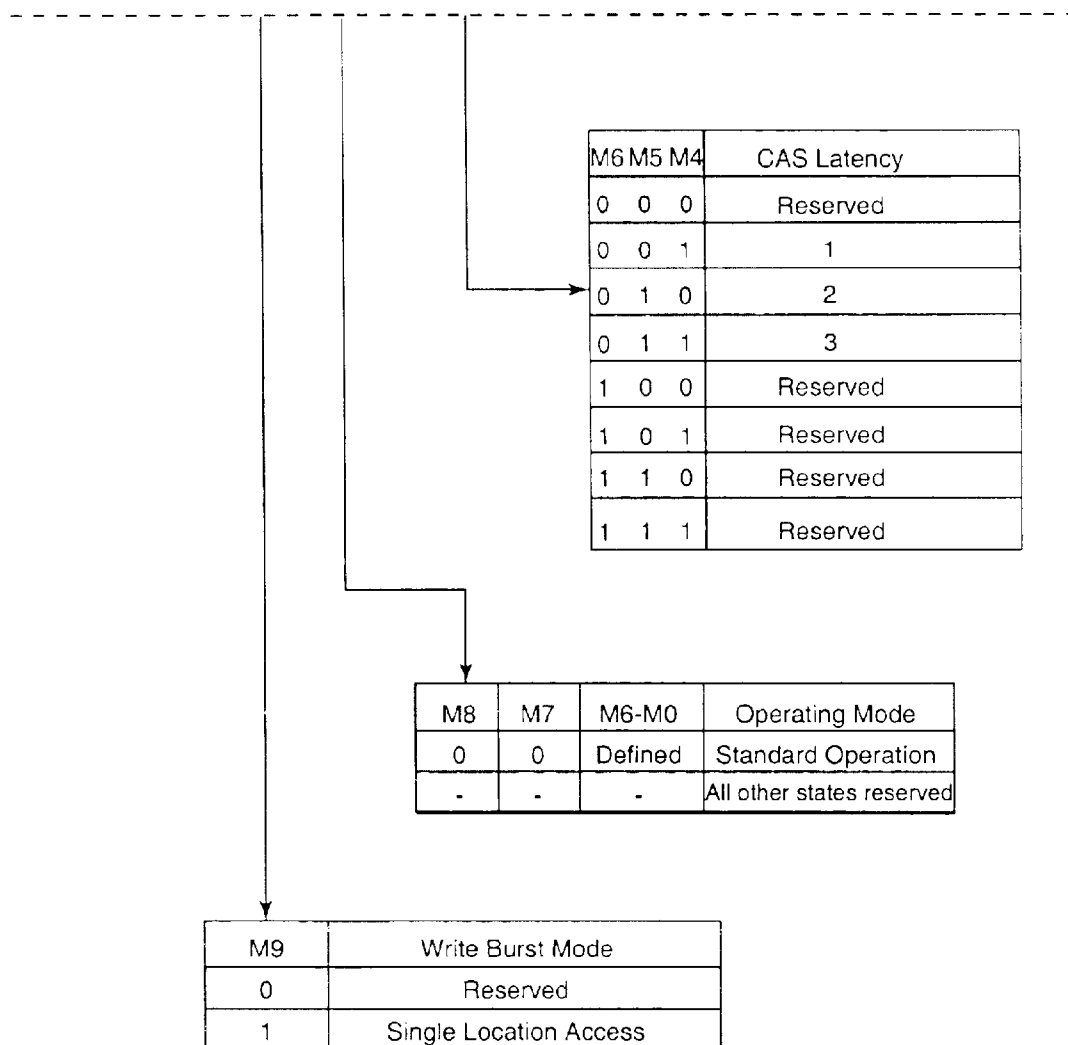 M6 M5 M4 CAS Latency
0 0 0 Reserved
0 0 1 1
0 1 0 2
0 1 1 3
1 0 0 Reserved
1 0 1 Reserved
1 1 0 Reserved
1 1 1 Reserved
M8 M7 M6-M0 Operating Mode
0 0 Defined Standard Operation
- - - All other states reserved
M9 Write Burst Mode
0 Reserved
1 Single Location Access